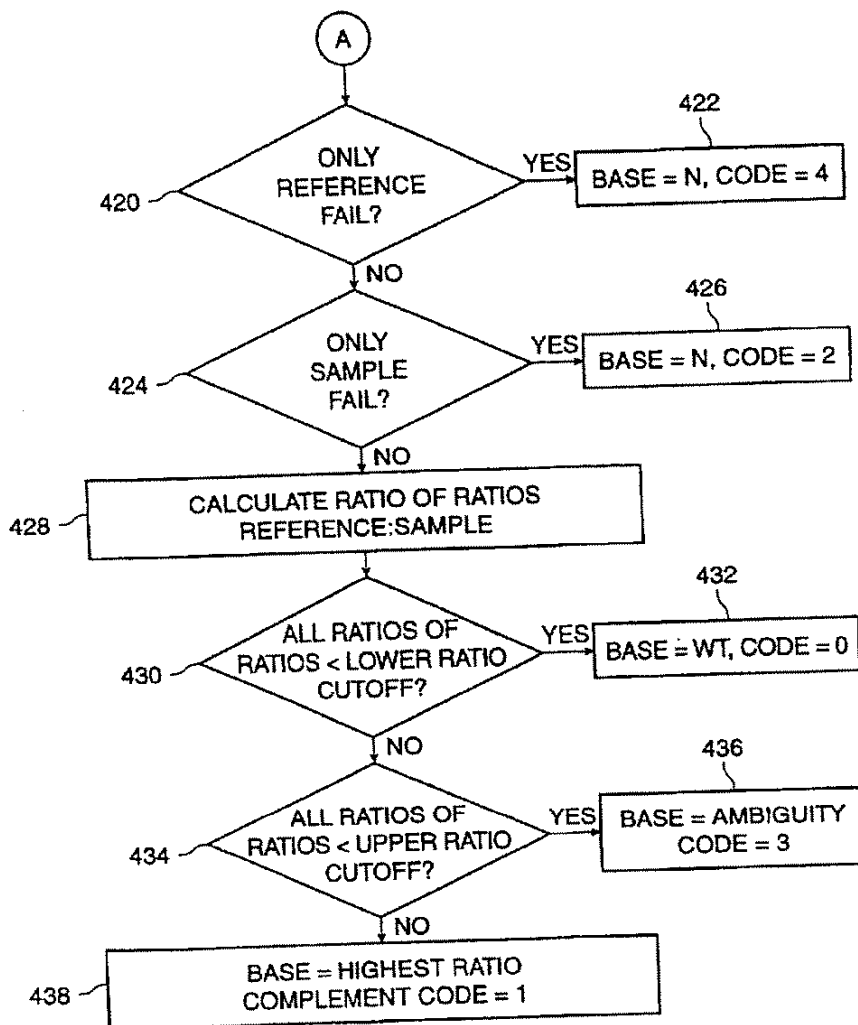 A
ONLY
REFERENCE
FAIL?
420
YES
422
BASE = N, CODE = 4
NO
ONLY
SAMPLE
FAIL?
424
YES
426
BASE = N, CODE = 2
NO
CALCULATE RATIO OF RATIOS
REFERENCE:SAMPLE
428
ALL RATIOS OF
RATIOS < LOWER RATIO
CUTOFF?
430
YES
432
BASE = WT, CODE = 0
NO
ALL RATIOS OF
RATIOS < UPPER RATIO
CUTOFF?
434
YES
436
BASE = AMBIGUITY
CODE = 3
NO
BASE = HIGHEST RATIO
COMPLEMENT CODE = 1
438